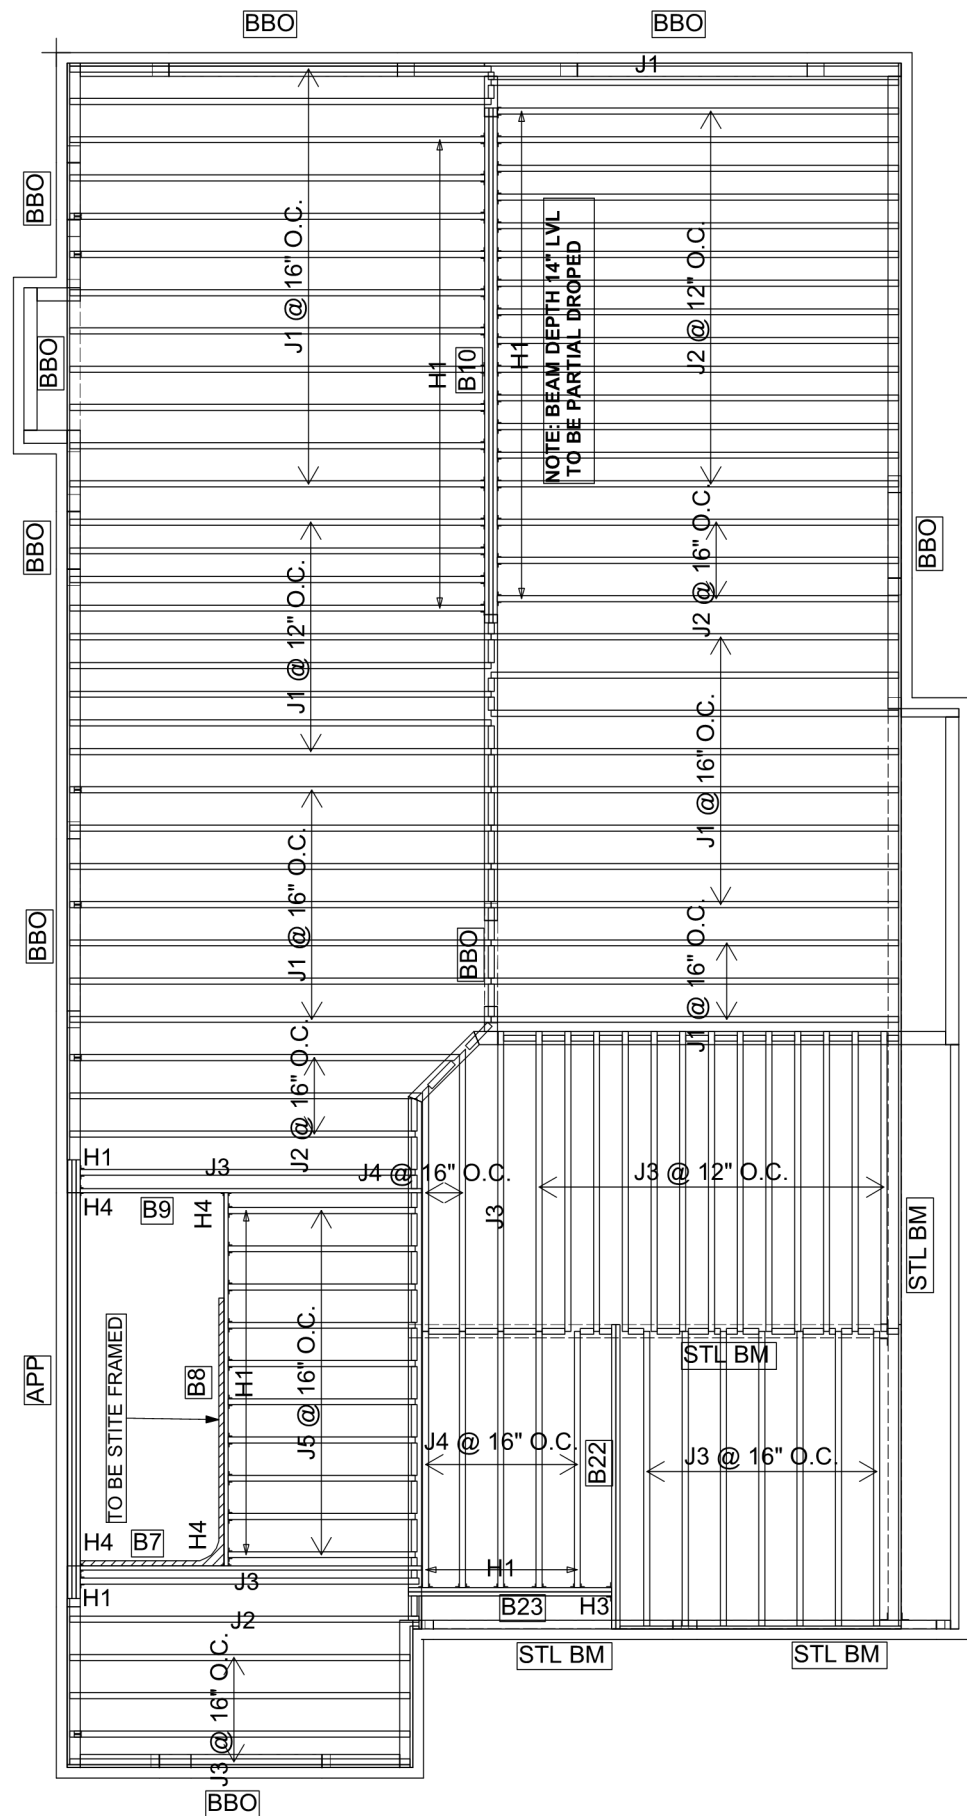 BBO
BBO
J1
BBO
J1 @ 16" O.C.
J2 @ 12" O.C.
NOTE: BEAM DEPTH 14" LVL
TO BE PARTIAL DROPED
BBO
H1
B10
H1
BBO
BBO
J2 @ 16" O.C.
J1 @ 12" O.C.
J1 @ 16" O.C.
J1 @ 16" O.C.
BBO
BBO
J1 @ 16" O.C.
J2 @ 16" O.C.
H1
J3
J4 @ 16" O.C.
J3 @ 12" O.C.
H4
B9
H4
J3
STL BM
APP
TO BE STITE FRAMED
B8
H1
J5 @ 16" O.C.
STL BM
J4 @ 16" O.C.
B22
J3 @ 16" O.C.
H4
B7
H4
H1
J3
H1
B23
H3
J2
STL BM
STL BM
J3 @ 16" O.C.
BBO